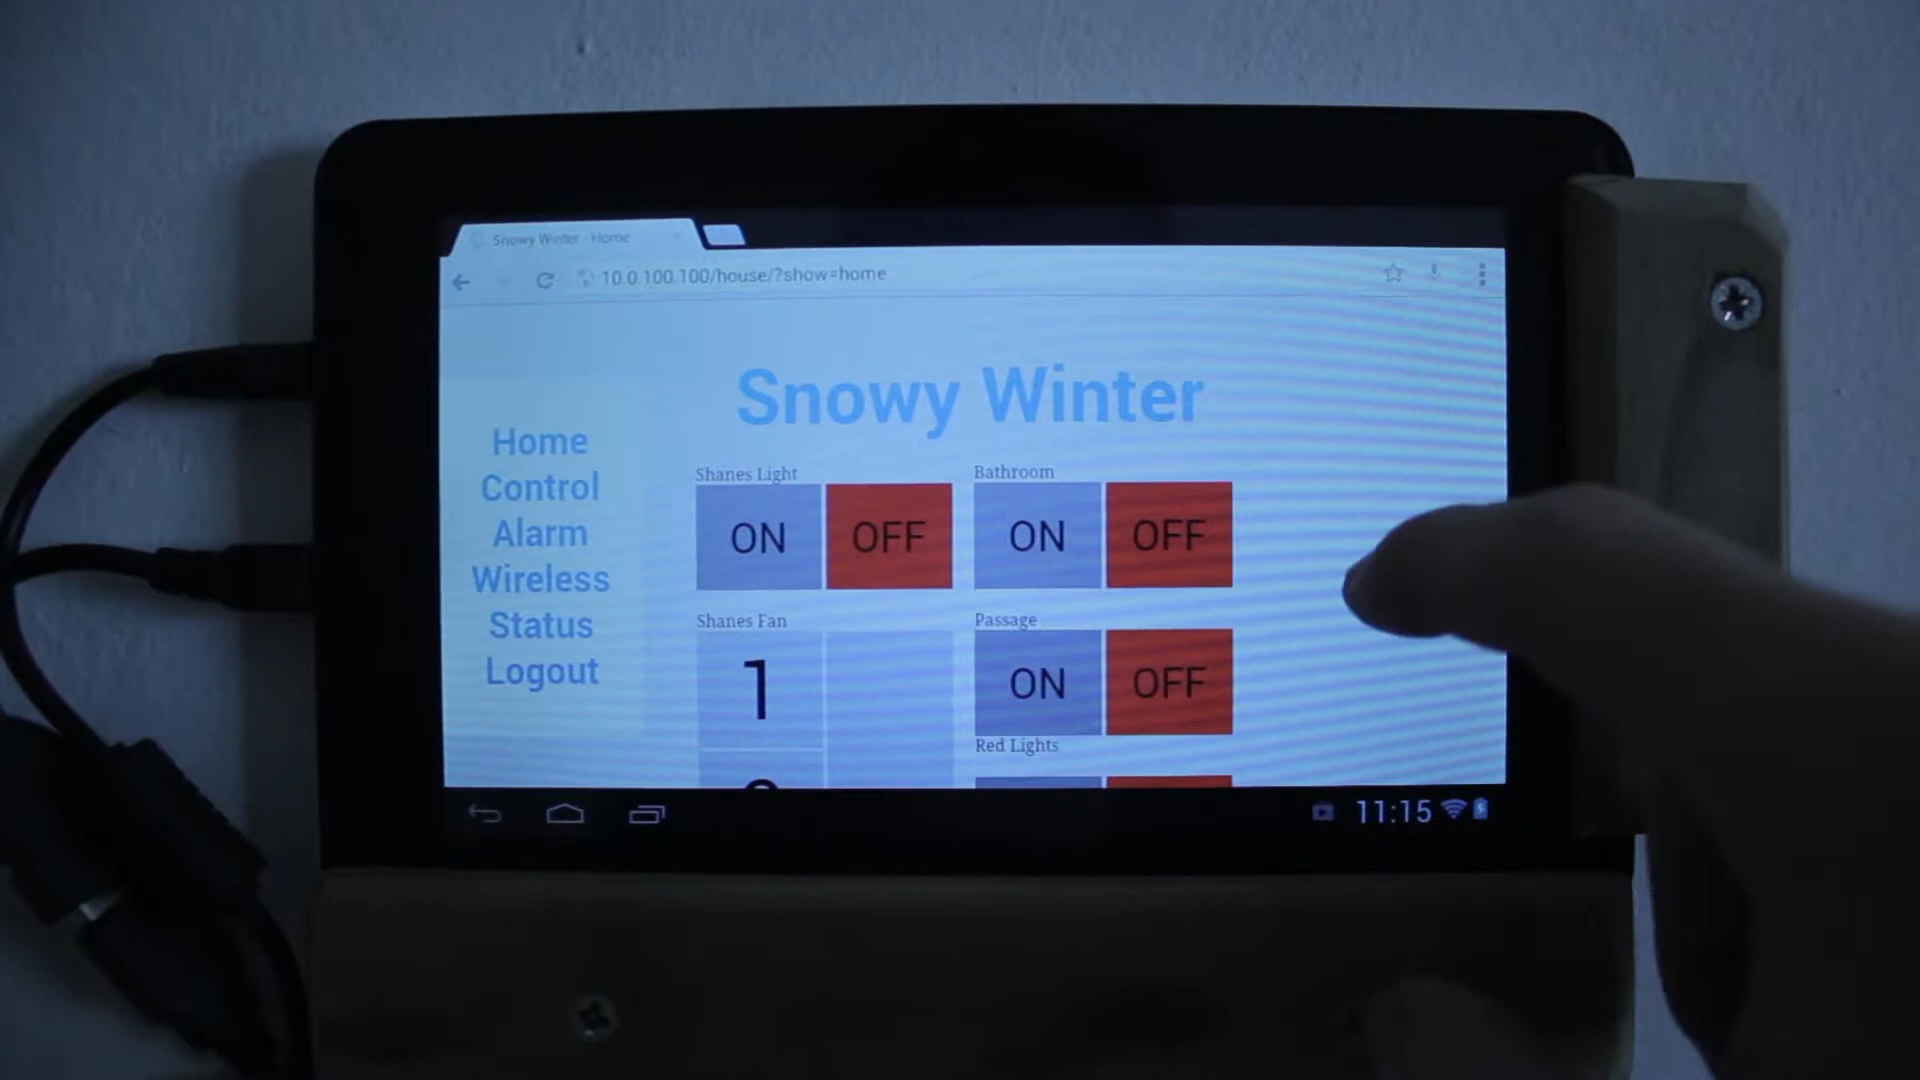 Snowy Winter - Home
10.0.100.100/house/?show=home
Snowy Winter
Home
Control
Alarm
Wireless
Status
Logout
Shanes Light
ON OFF
Bathroom
ON OFF
Shanes Fan
1
Passage
ON OFF
Red Lights
11:15